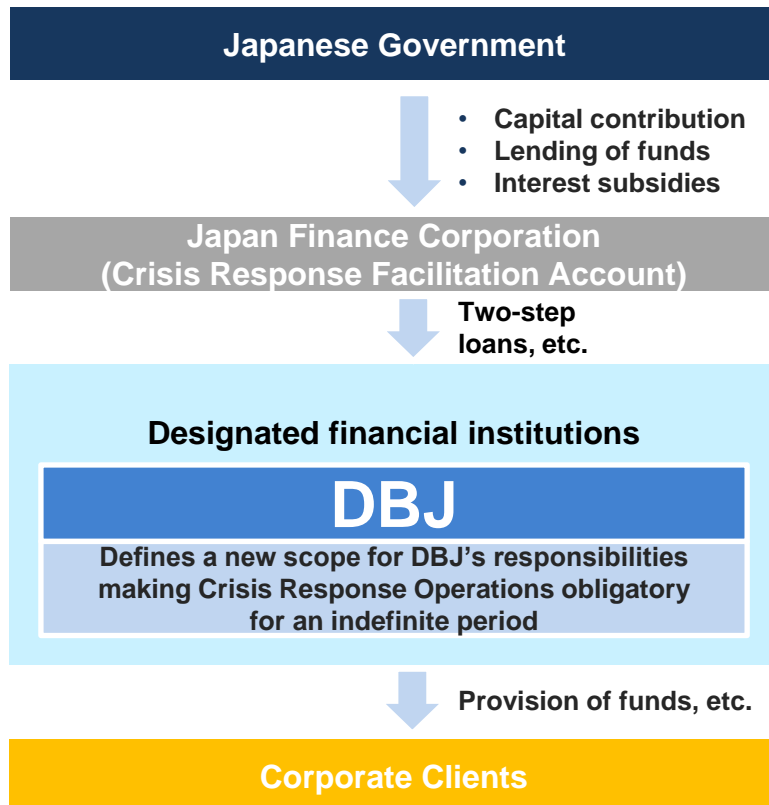 Japanese Government
• Capital contribution
• Lending of funds
• Interest subsidies
Japan Finance Corporation
(Crisis Response Facilitation Account)
Two-step
loans, etc.
Designated financial institutions
DBJ
Defines a new scope for DBJ's responsibilities
making Crisis Response Operations obligatory
for an indefinite period
Provision of funds, etc.
Corporate Clients